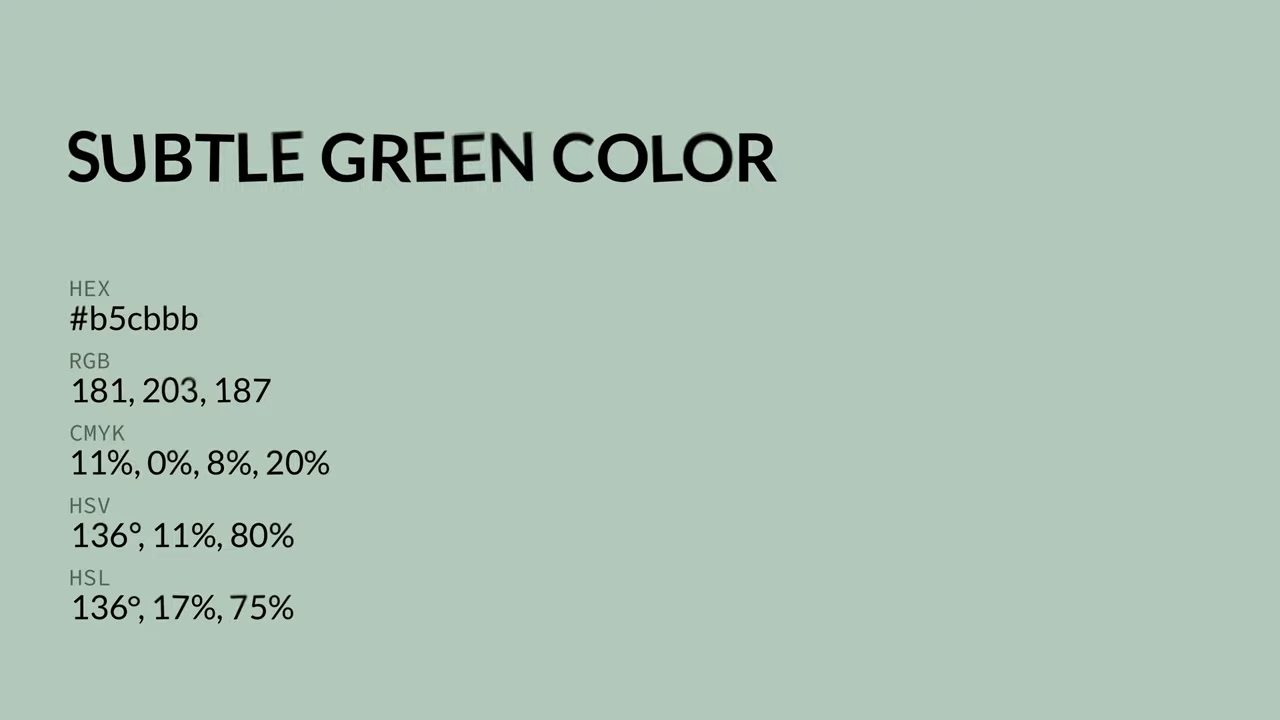 SUBTLE GREEN COLOR
HEX
#b5cbbb
RGB
181, 203, 187
CMYK
11%, 0%, 8%, 20%
HSV
136°, 11%, 80%
HSL
136°, 17%, 75%